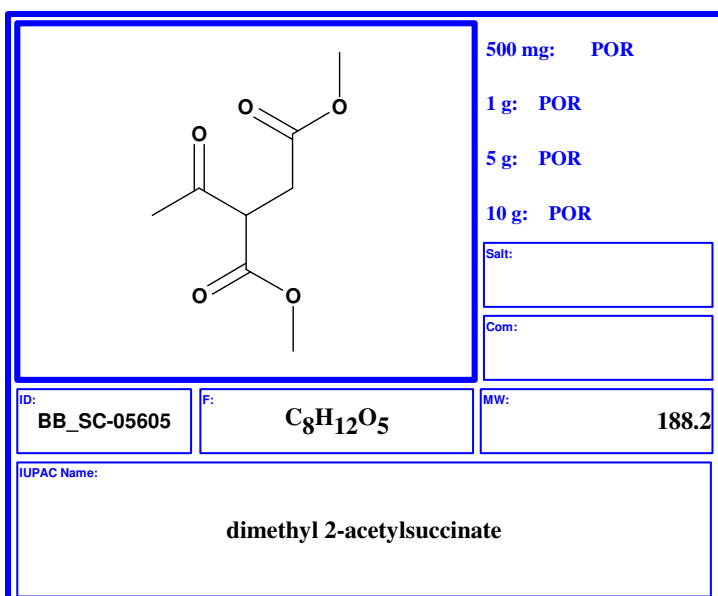 500 mg: POR
1 g: POR
5 g: POR
10 g: POR
O
O
O
O
O
Salt:
Com:
ID:
BB_SC-05605
F:
C8H12O5
MW:
188.2
IUPAC Name:
dimethyl 2-acetylsuccinate